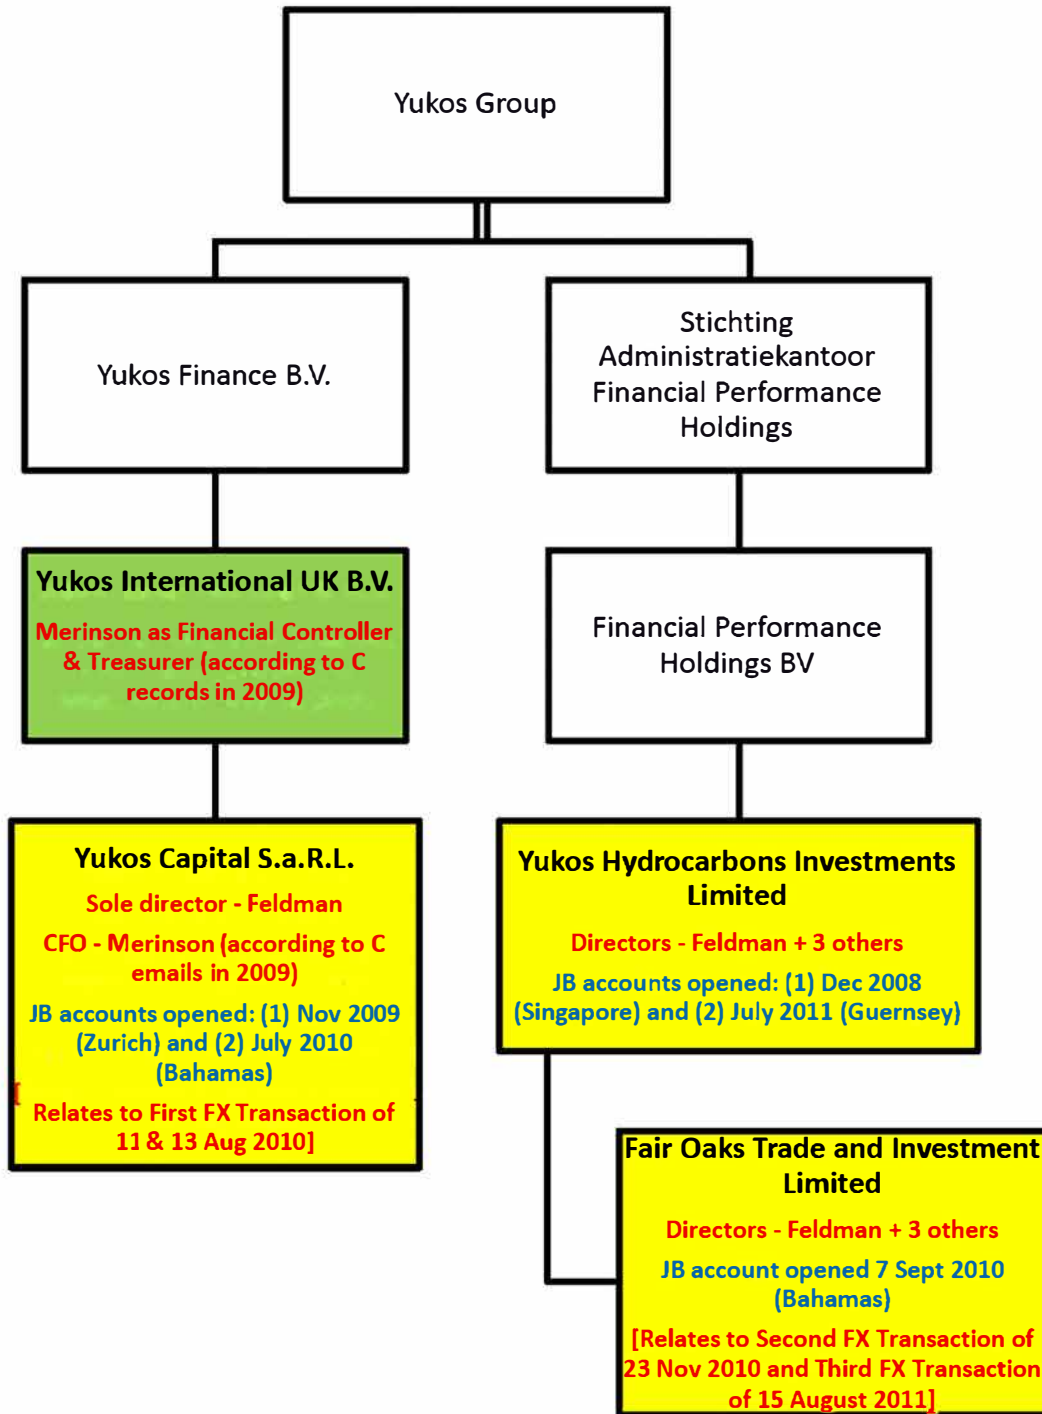 Yukos Group
Yukos Finance B.V.
Stichting
Administratiekantoor
Financial Performance
Holdings
Yukos International UK B.V.
Merinson as Financial Controller
& Treasurer (according to C
records in 2009)
Financial Performance
Holdings BV
Yukos Capital S.a.R.L.
Sole director - Feldman
CFO - Merinson (according to C
emails in 2009)
JB accounts opened: (1) Nov 2009
(Zurich) and (2) July 2010
(Bahamas)
[
Relates to First FX Transaction of
11 & 13 Aug 2010]
Yukos Hydrocarbons Investments
Limited
Directors - Feldman + 3 others
JB accounts opened: (1) Dec 2008
(Singapore) and (2) July 2011 (Guernsey)
Fair Oaks Trade and Investment
Limited
Directors - Feldman + 3 others
JB account opened 7 Sept 2010
(Bahamas)
[Relates to Second FX Transaction of
23 Nov 2010 and Third FX Transaction
of 15 August 2011]